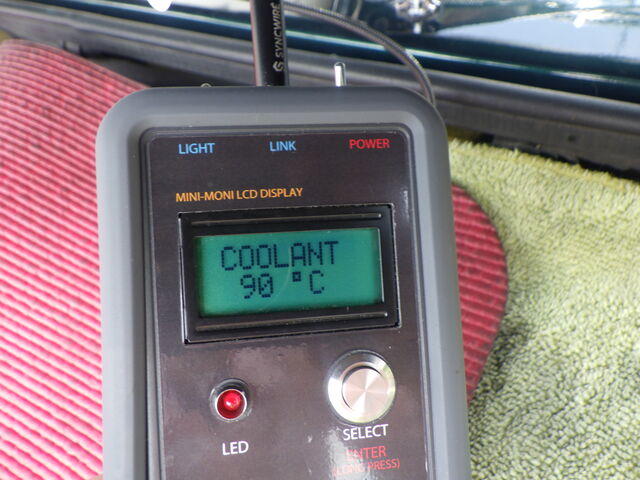 SYNCWIRE
LIGHT LINK POWER
MINI-MONI LCD DISPLAY
COOLANT
90 °C
LED
SELECT
ENTER
(LONG PRESS)